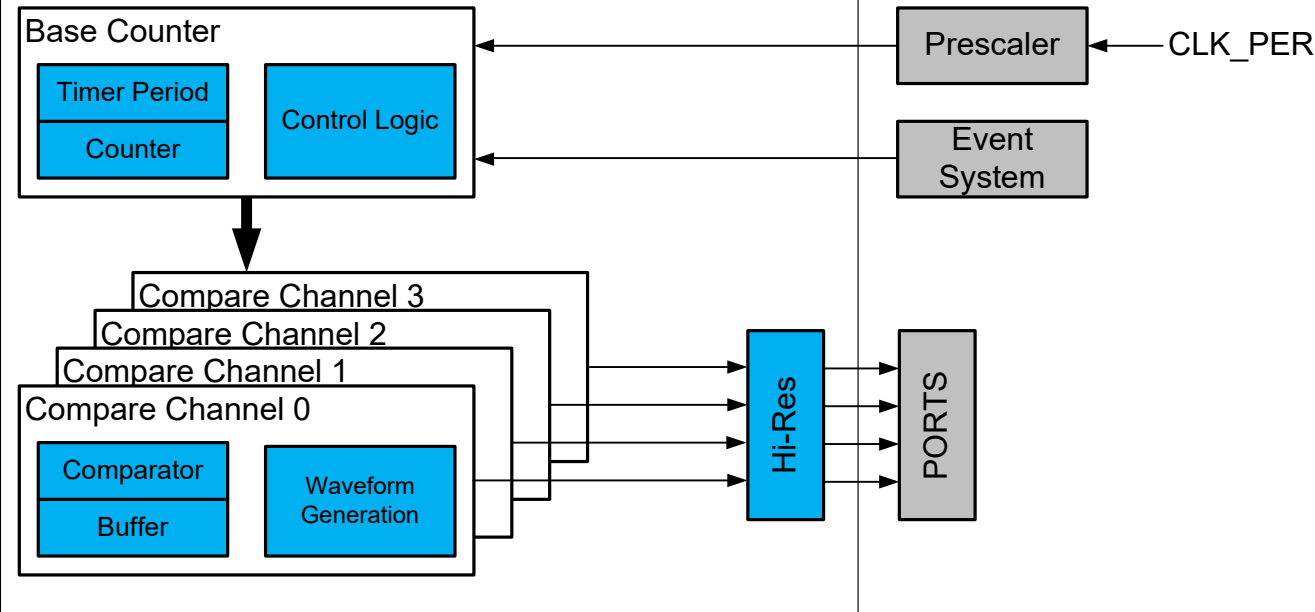 Base Counter
Timer Period
Counter
Control Logic
Prescaler
CLK_PER
Event
System
Compare Channel 3
Compare Channel 2
Compare Channel 1
Compare Channel 0
Comparator
Buffer
Waveform
Generation
Hi-Res
PORTS